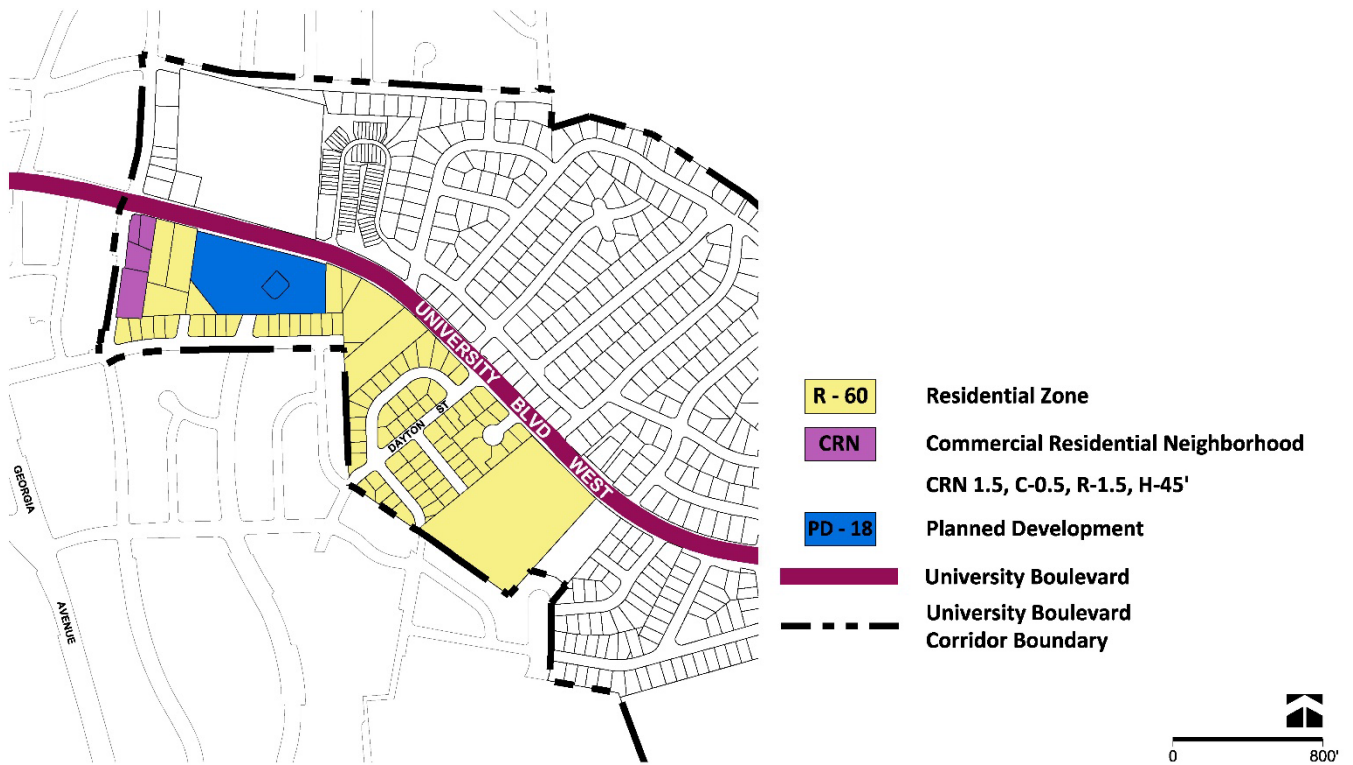 UNIVERSITY BLVD WEST
DAYTON ST
GEORGIA
AVENUE
R - 60 Residential Zone
CRN Commercial Residential Neighborhood
CRN 1.5, C-0.5, R-1.5, H-45'
PD - 18 Planned Development
University Boulevard
University Boulevard
Corridor Boundary
0 800'